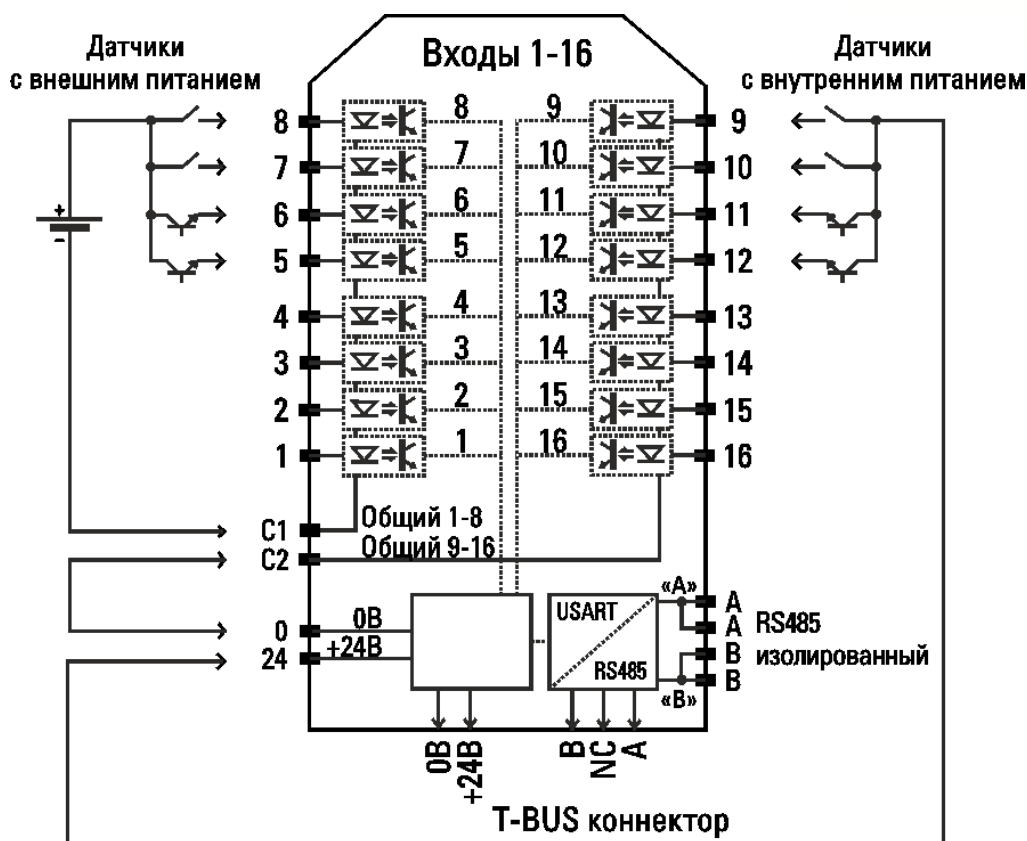 Датчики
с внешним питанием
Входы 1-16
Датчики
с внутренним питанием
8 8 9 9
7 7 10 10
+
6 6 11 11
-
5 5 12 12
4 4 13 13
3 3 14 14
2 2 15 15
1 1 16 16
C1 Общий 1-8
C2 Общий 9-16
0 0В
24 +24В
USART
RS485
«A»
A
A
RS485
B
изолированный
B
«B»
0В
+24В
B
NC
A
T-BUS коннектор